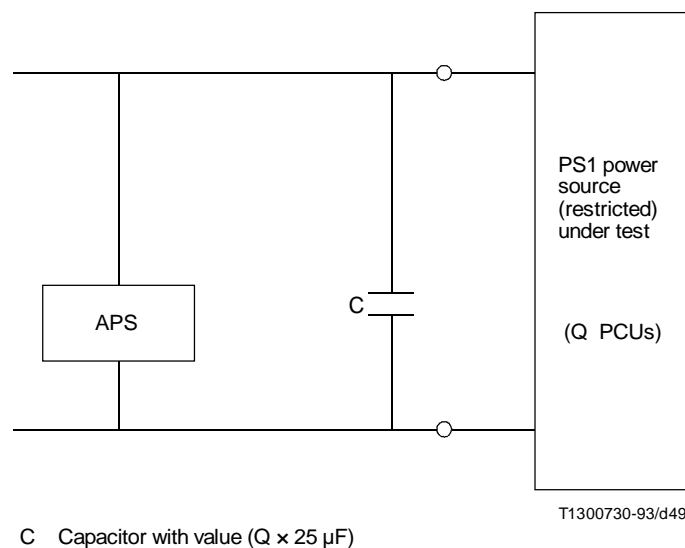 PS1 power
source
(restricted)
under test
APS
C
(Q PCUs)
T1300730-93/d49
C Capacitor with value (Q × 25 µF)